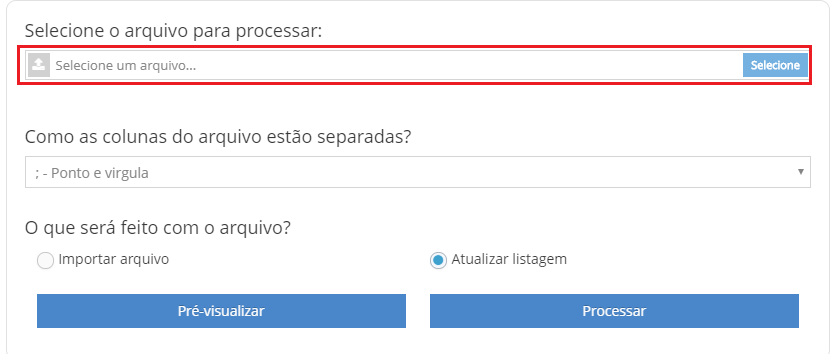 Selecione o arquivo para processar:
Selecione um arquivo... Selecione
Como as colunas do arquivo estão separadas?
; - Ponto e virgula
O que será feito com o arquivo?
Importar arquivo Atualizar listagem
Pré-visualizar Processar